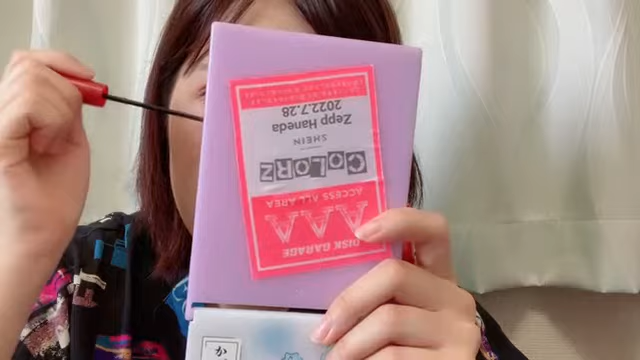 DISK GARAGE
AAA
ACCESS ALL AREA
COLORZ
SHEIN
Zepp Haneda
2022.7.28
か